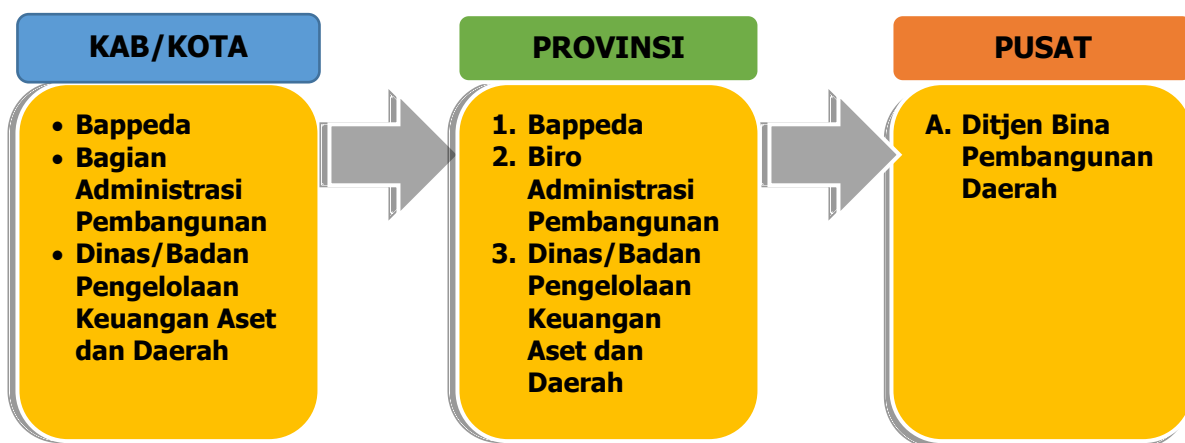 KAB/KOTA
• Bappeda
• Bagian
Administrasi
Pembangunan
• Dinas/Badan
Pengelolaan
Keuangan Aset
dan Daerah
PROVINSI
1. Bappeda
2. Biro
Administrasi
Pembangunan
3. Dinas/Badan
Pengelolaan
Keuangan
Aset dan
Daerah
PUSAT
A. Ditjen Bina
Pembangunan
Daerah